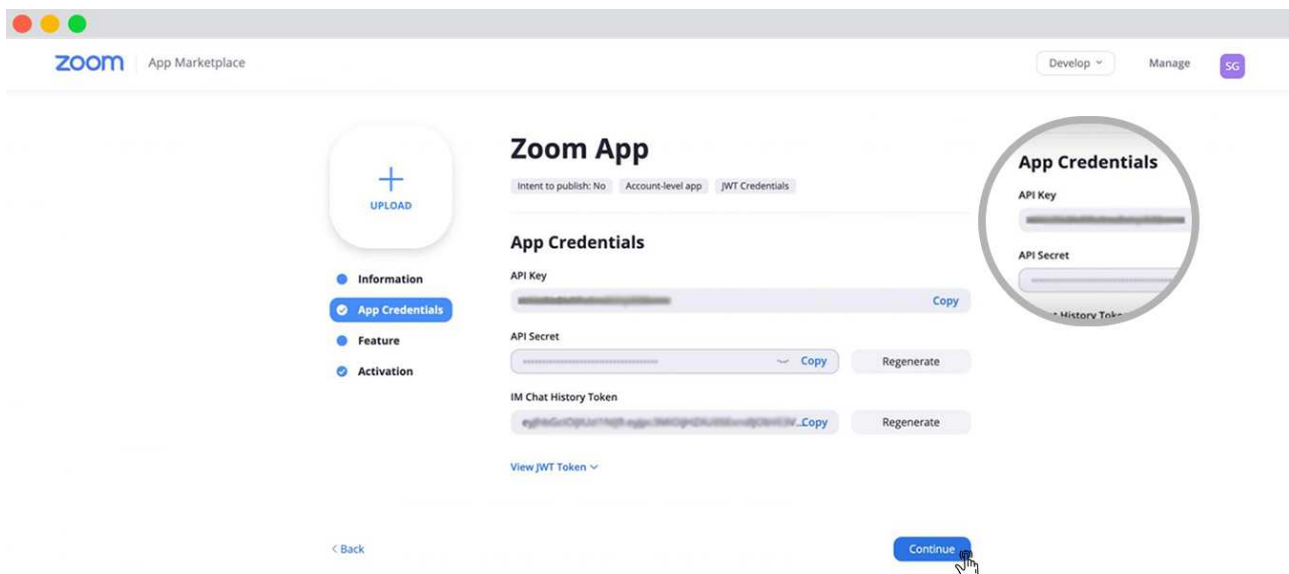 zoom App Marketplace Develop Manage SG
UPLOAD
Information
App Credentials
Feature
Activation
Zoom App
Intent to publish: No Account-level app JWT Credentials
App Credentials
API Key
Copy
API Secret
Copy Regenerate
IM Chat History Token
Copy Regenerate
View JWT Token
< Back Continue
App Credentials
API Key
API Secret
History